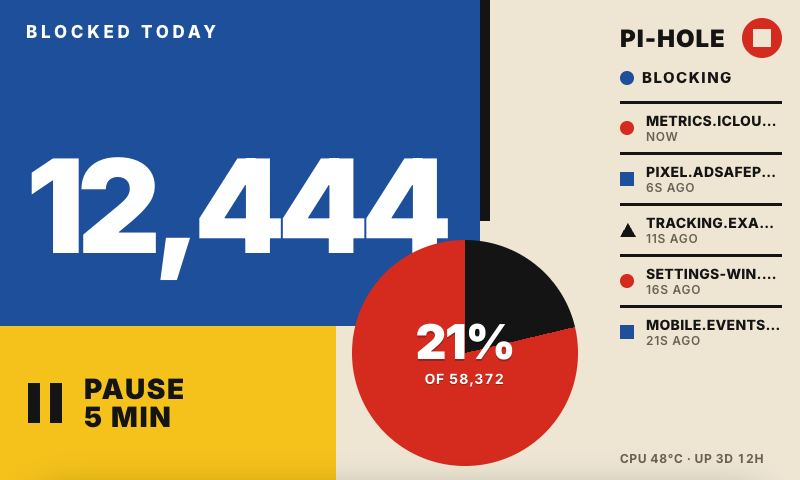 BLOCKED TODAY
12,444
PAUSE
5 MIN
21%
OF 58,372
PI-HOLE
BLOCKING
METRICS.ICLOU...
NOW
PIXEL.ADSAFEP...
6S AGO
TRACKING.EXA...
11S AGO
SETTINGS-WIN....
16S AGO
MOBILE.EVENTS...
21S AGO
CPU 48°C · UP 3D 12H